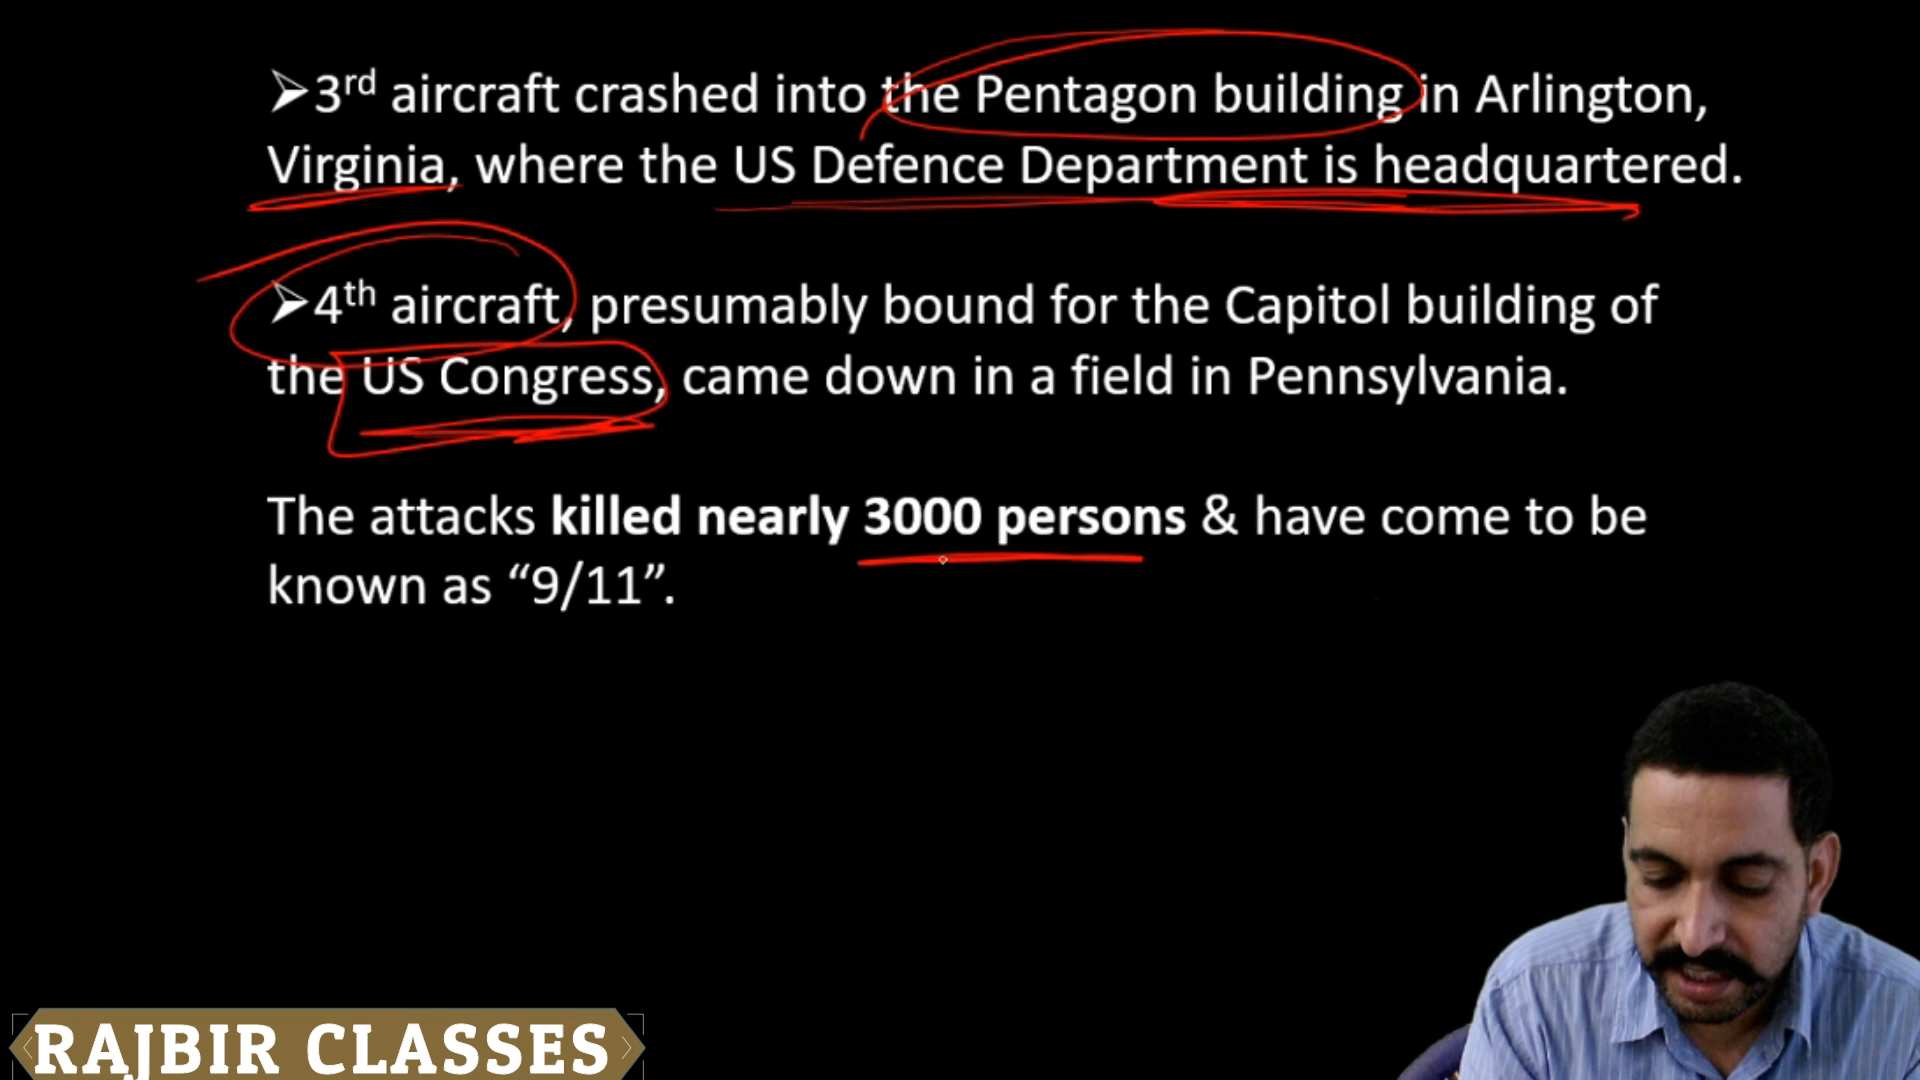 ➢3rd aircraft crashed into the Pentagon building in Arlington,
Virginia, where the US Defence Department is headquartered.
➢4th aircraft, presumably bound for the Capitol building of
the US Congress, came down in a field in Pennsylvania.
The attacks killed nearly 3000 persons & have come to be
known as “9/11”.
RAJBIR CLASSES